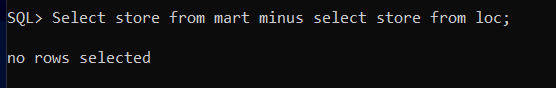 SQL> Select store from mart minus select store from loc;
no rows selected